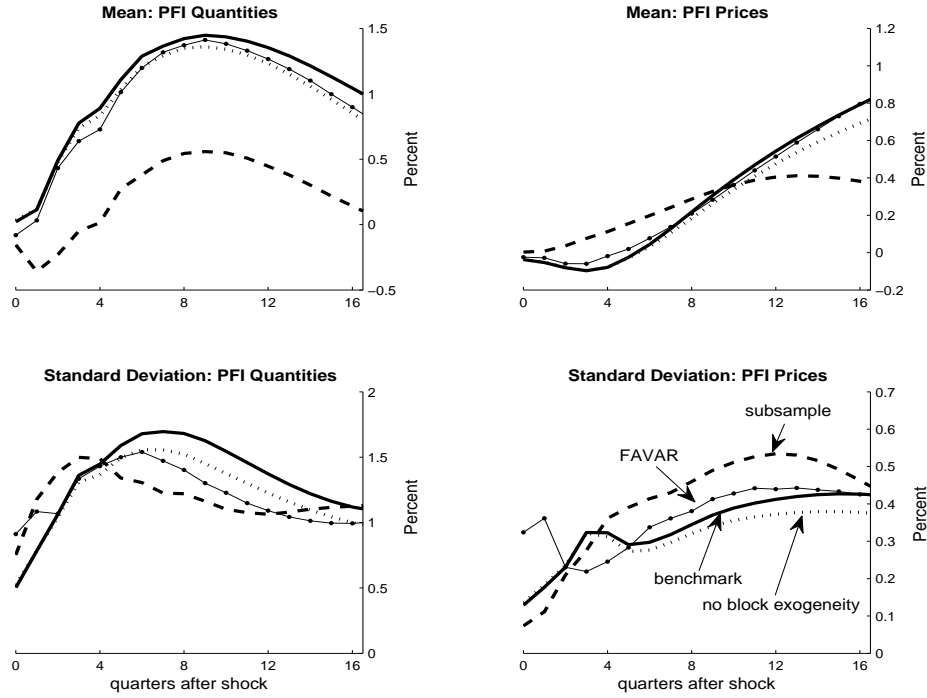 Mean: PFI Quantities
1.5
1
0.5
0
−0.5
Percent
0 4 8 12 16
Mean: PFI Prices
1.2
1
0.8
0.6
0.4
0.2
0
−0.2
Percent
0 4 8 12 16
Standard Deviation: PFI Quantities
2
1.5
1
0.5
0
Percent
0 4 8 12 16
quarters after shock
Standard Deviation: PFI Prices
0.7
0.6
0.5
0.4
0.3
0.2
0.1
0
Percent
subsample
FAVAR
benchmark
no block exogeneity
0 4 8 12 16
quarters after shock